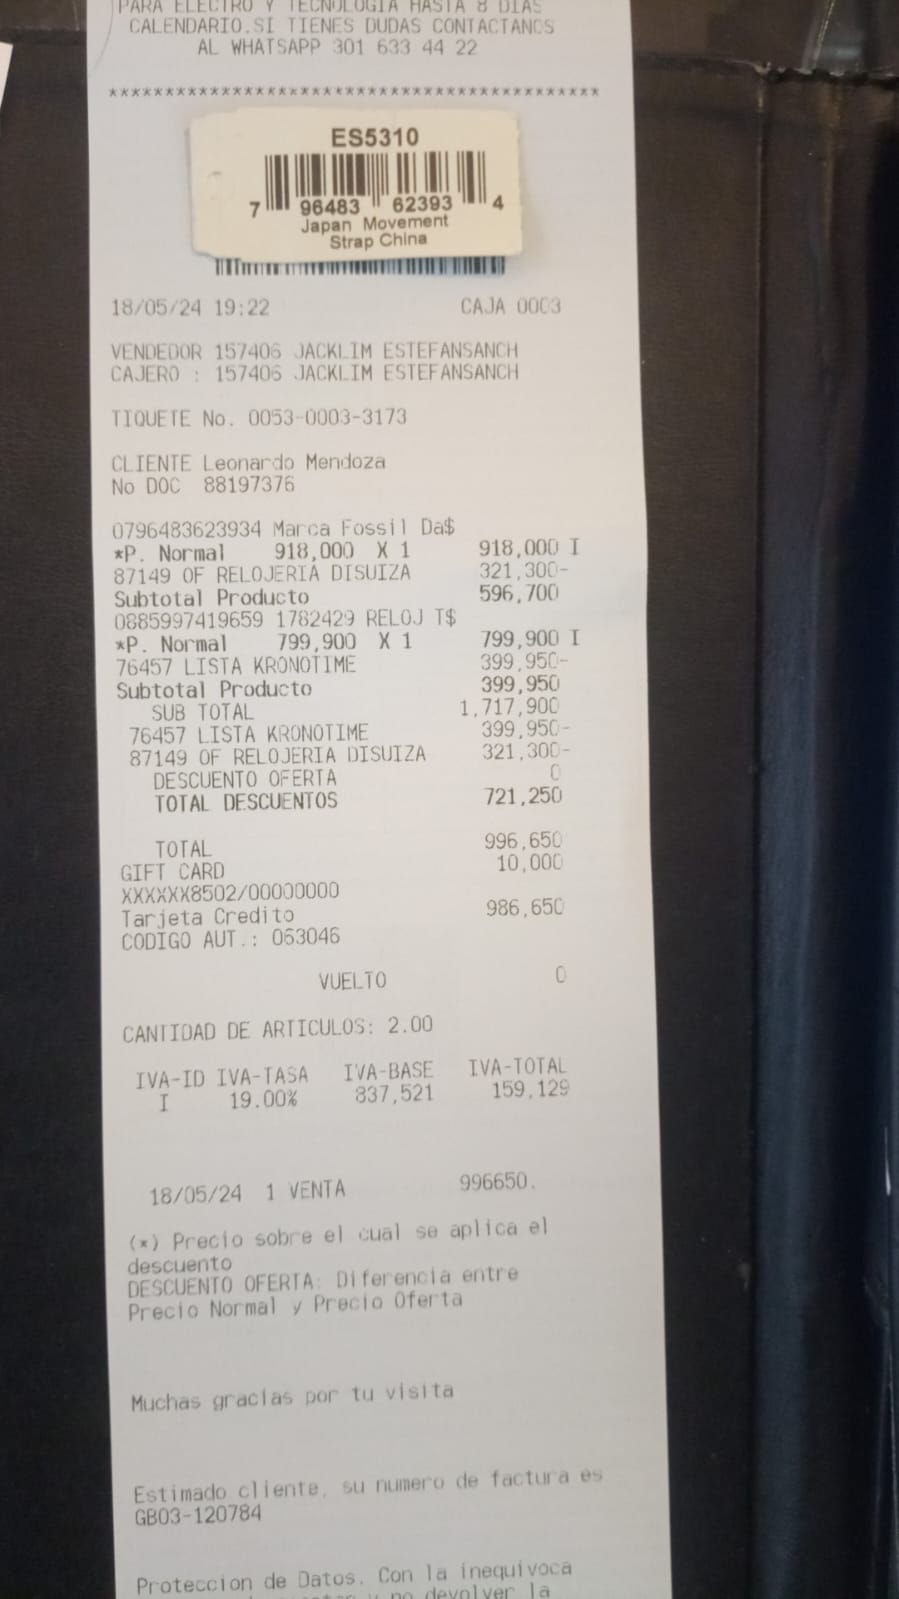 PARA ELECTRO Y TECNOLOGIA HASTA 8 DIAS
CALENDARIO.SI TIENES DUDAS CONTACTANOS
AL WHATSAPP 301 633 44 22
********************************************
ES5310
7 96483 62393 4
Japan Movement
Strap China
18/05/24 19:22 CAJA 0003
VENDEDOR 157406 JACKLIM ESTEFANSANCH
CAJERO : 157406 JACKLIM ESTEFANSANCH
TIQUETE No. 0053-0003-3173
CLIENTE Leonardo Mendoza
No DOC 88197376
0796483623934 Marca Fossil Da$
*P. Normal 918,000 X 1 918,000 I
87149 OF RELOJERIA DISUIZA 321,300-
Subtotal Producto 596,700
0885997419659 1782429 RELOJ T$
*P. Normal 799,900 X 1 799,900 I
76457 LISTA KRONOTIME 399,950-
Subtotal Producto 399,950
SUB TOTAL 1,717,900
76457 LISTA KRONOTIME 399,950-
87149 OF RELOJERIA DISUIZA 321,300-
DESCUENTO OFERTA 0
TOTAL DESCUENTOS 721,250
TOTAL 996,650
GIFT CARD 10,000
XXXXXX8502/00000000
Tarjeta Credito 986,650
CODIGO AUT.: 063046
VUELTO 0
CANTIDAD DE ARTICULOS: 2.00
IVA-ID IVA-TASA IVA-BASE IVA-TOTAL
I 19.00% 837,521 159,129
18/05/24 1 VENTA 996650.
(*) Precio sobre el cual se aplica el
descuento
DESCUENTO OFERTA: Diferencia entre
Precio Normal y Precio Oferta
Muchas gracias por tu visita
Estimado cliente, su numero de factura es
GB03-120784
Proteccion de Datos. Con la inequivoca
y no devolver la